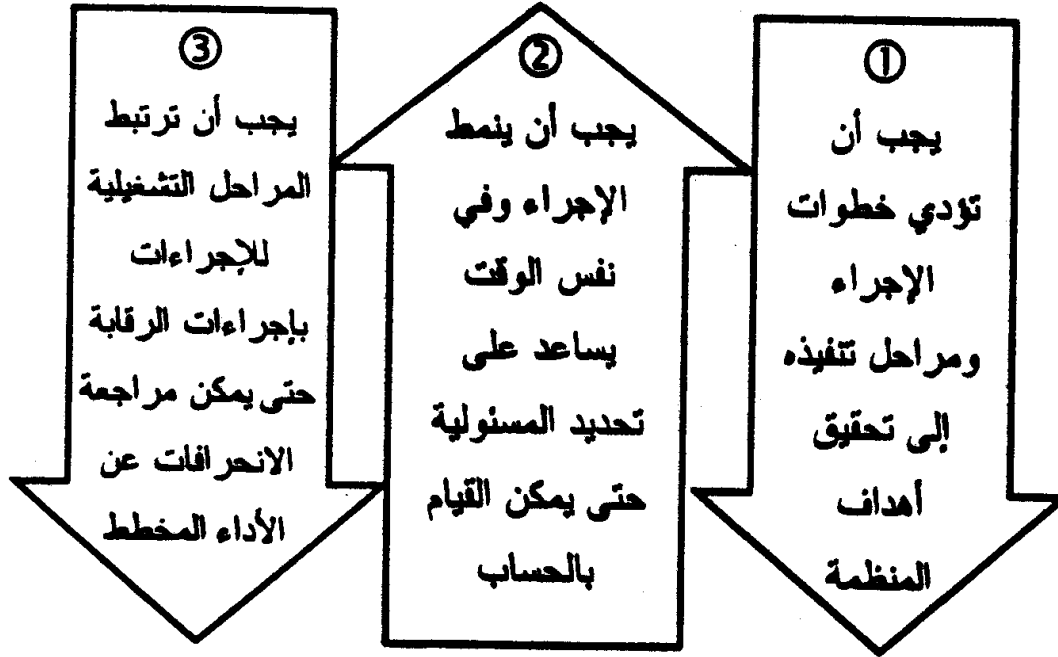 ①
يجب أن
تؤدي خطوات
الإجراء
ومراحل تنفيذه
إلى تحقيق
أهداف
المنظمة
②
يجب أن ينمط
الإجراء وفي
نفس الوقت
يساعد على
تحديد المسئولية
حتى يمكن القيام
بالحساب
③
يجب أن ترتبط
المراحل التشغيلية
للإجراءات
بإجراءات الرقابة
حتى يمكن مراجعة
الانحرافات عن
الأداء المخطط